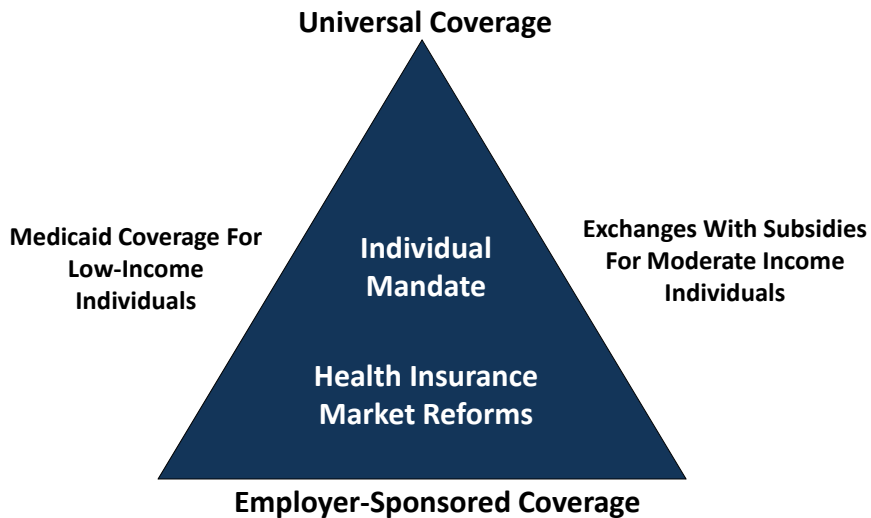 Universal Coverage
Medicaid Coverage For
Low-Income
Individuals
Individual
Mandate
Exchanges With Subsidies
For Moderate Income
Individuals
Health Insurance
Market Reforms
Employer-Sponsored Coverage